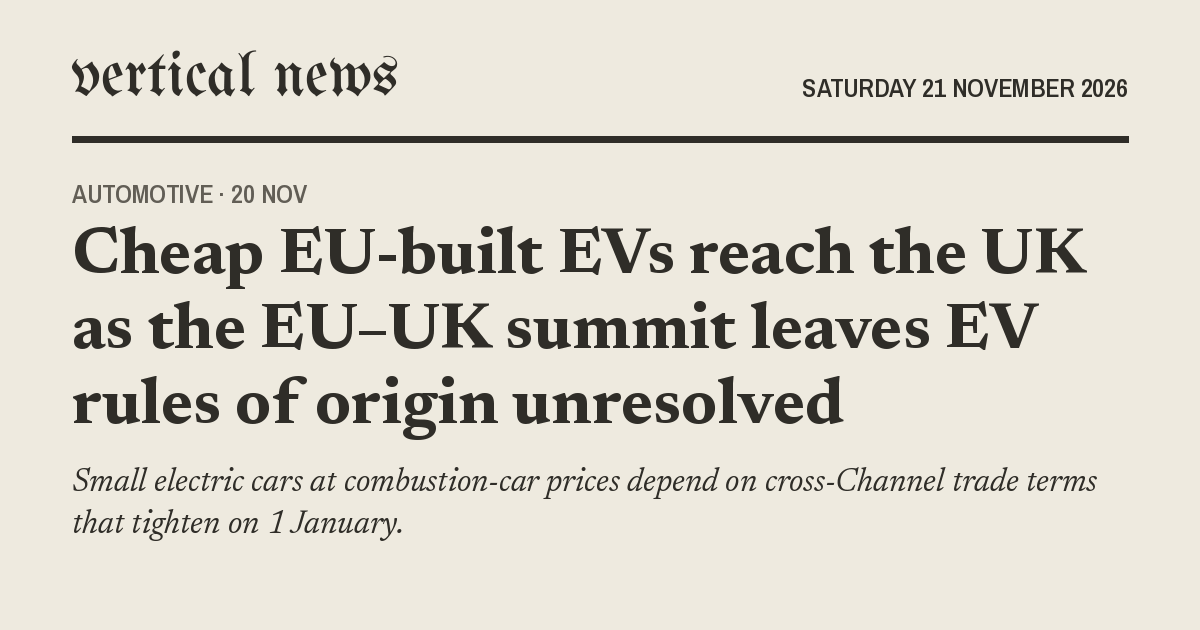 vertical news
SATURDAY 21 NOVEMBER 2026
AUTOMOTIVE · 20 NOV
Cheap EU-built EVs reach the UK
as the EU–UK summit leaves EV
rules of origin unresolved
Small electric cars at combustion-car prices depend on cross-Channel trade terms
that tighten on 1 January.